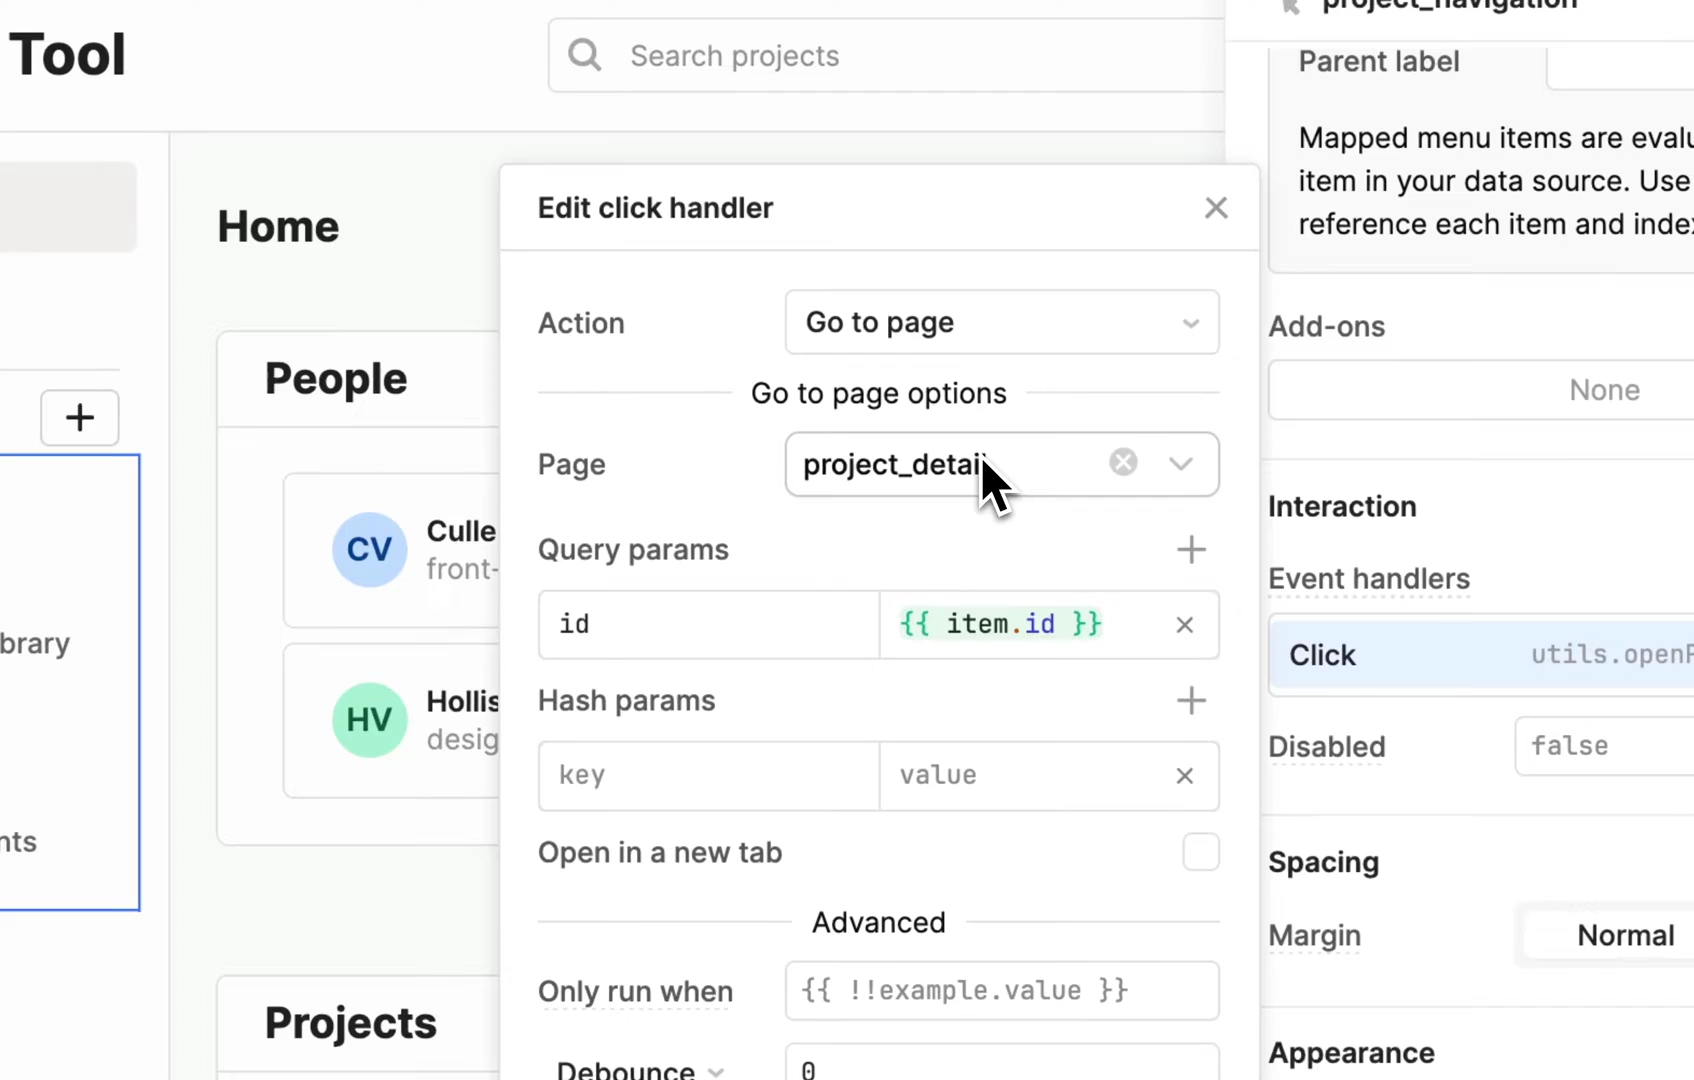 Tool
Search projects
project_navigation
Parent label
Mapped menu items are evalu
item in your data source. Use
reference each item and index
Home
Edit click handler
Action
Go to page
Add-ons
None
Go to page options
People
Page
project_detail
Interaction
Query params
Event handlers
CV
Culle
front-
id
{{ item.id }}
Click
utils.openP
brary
Hash params
HV
Hollis
desig
Disabled
false
key
value
nts
Open in a new tab
Spacing
Advanced
Margin
Normal
Only run when
{{ !!example.value }}
Projects
Appearance
Debounce
0